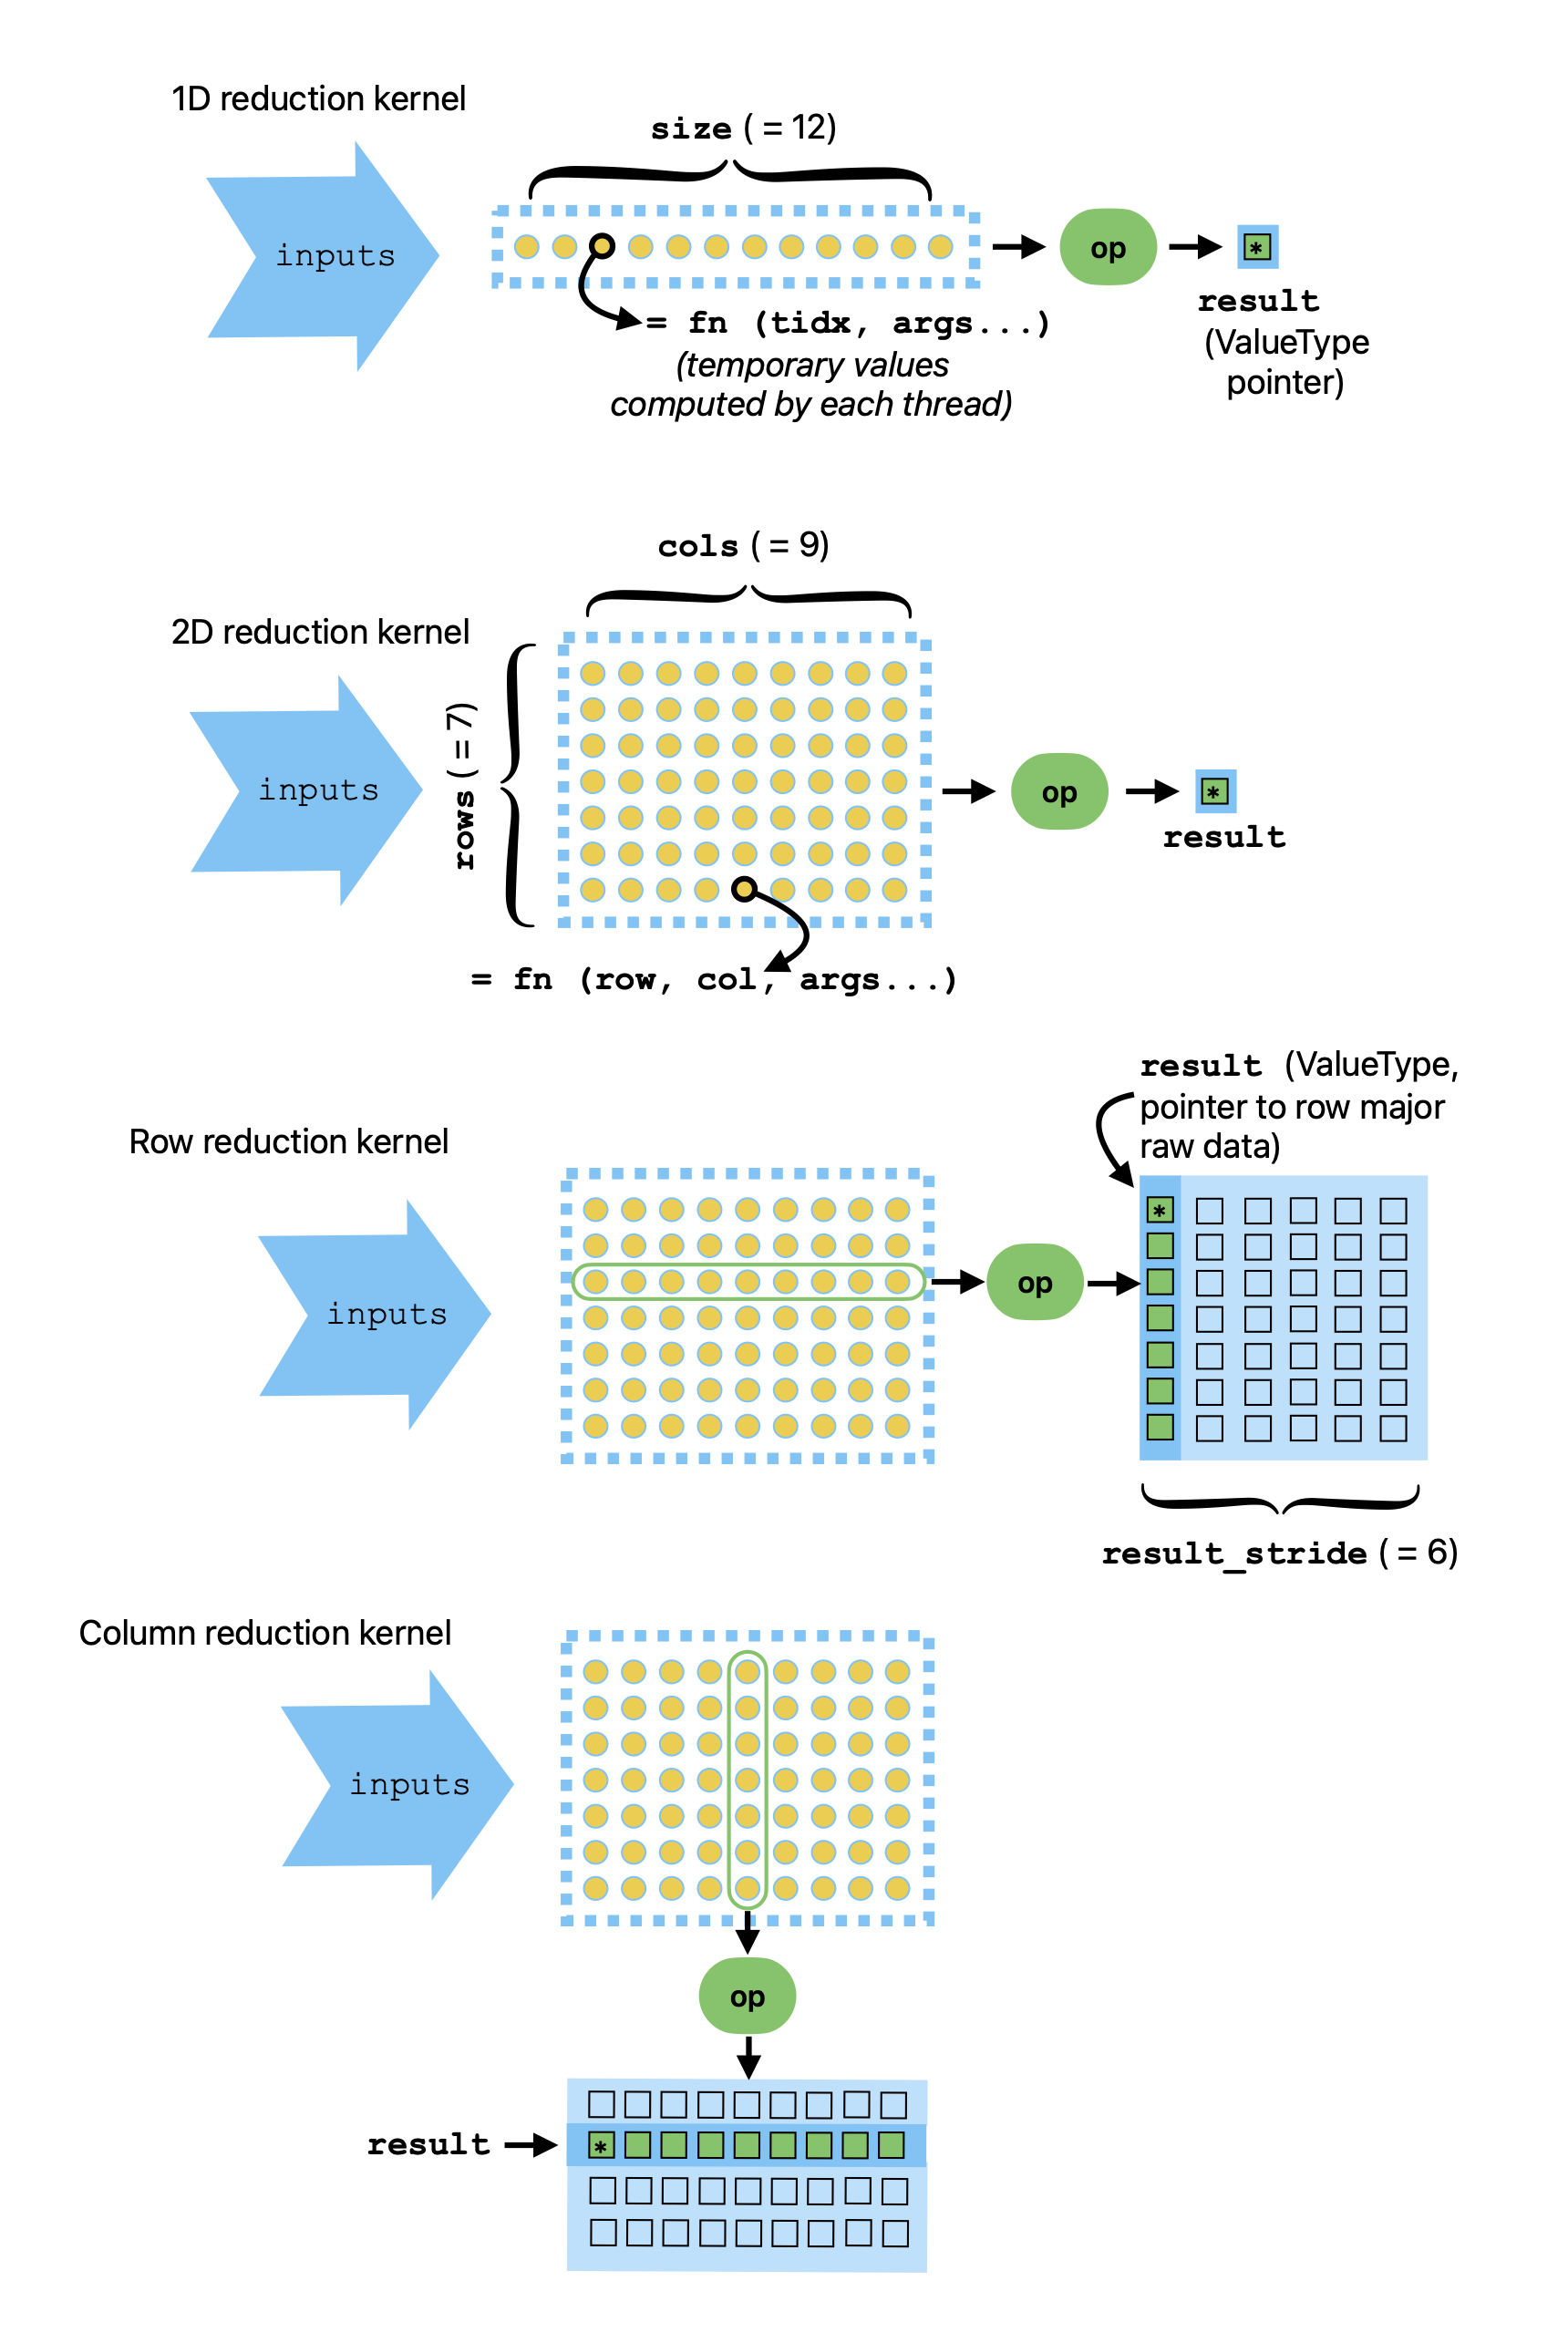 1D reduction kernel
size ( = 12)
inputs
op
*
= fn (tidx, args...)
(temporary values
computed by each thread)
result
(ValueType
pointer)
cols ( = 9)
2D reduction kernel
rows ( = 7)
inputs
op
*
result
= fn (row, col, args...)
result (ValueType,
pointer to row major
raw data)
Row reduction kernel
*
inputs
op
result_stride ( = 6)
Column reduction kernel
inputs
op
result
*